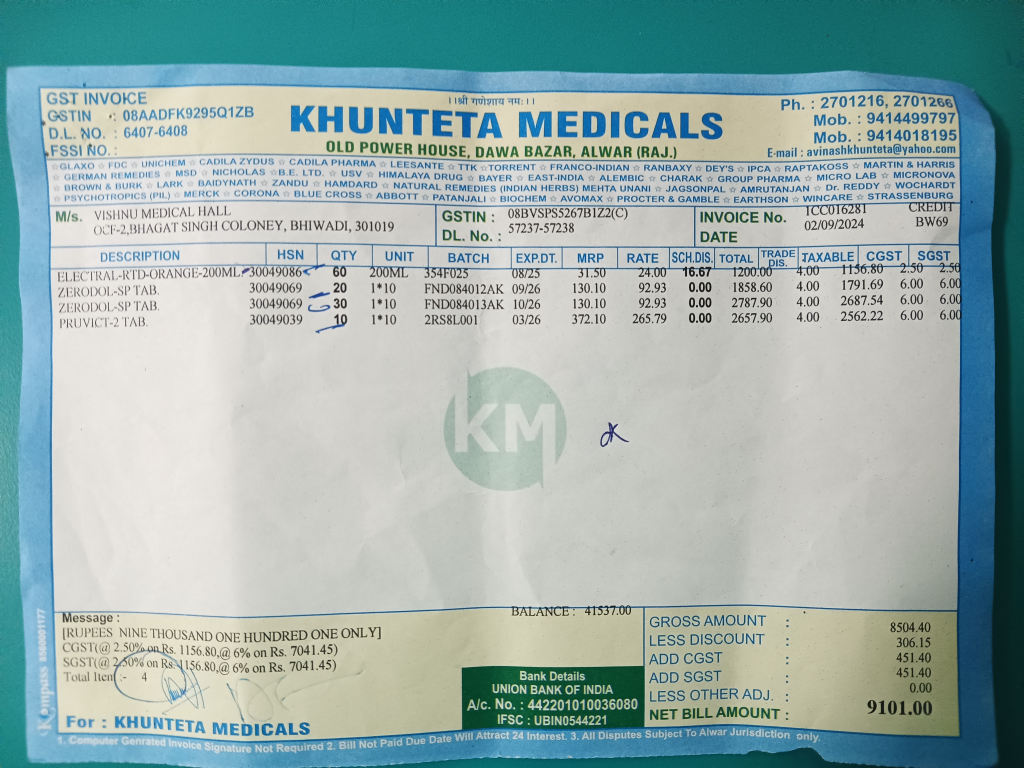 GST INVOICE
GSTIN : 08AADFK9295Q1ZB
D.L. NO. : 6407-6408
FSSI NO. :
।।श्री गणेशाय नमः।।
KHUNTETA MEDICALS
OLD POWER HOUSE, DAWA BAZAR, ALWAR (RAJ.)
Ph. : 2701216, 2701266
Mob. : 9414499797
Mob. : 9414018195
E-mail : avinashkhunteta@yahoo.com
☆GLAXO ☆ FDC ☆ UNICHEM ☆ CADILA ZYDUS ☆ CADILA PHARMA ☆ LEESANTE ☆ TTK ☆TORRENT ☆ FRANCO-INDIAN ☆ RANBAXY ☆ DEY'S ☆ IPCA ☆ RAPTAKOSS ☆ MARTIN & HARRIS
☆GERMAN REMEDIES ☆ MSD ☆ NICHOLAS ☆B.E. LTD. ☆ USV ☆ HIMALAYA DRUG ☆ BAYER ☆ EAST-INDIA ☆ ALEMBIC ☆ CHARAK ☆ GROUP PHARMA ☆ MICRO LAB ☆ MICRONOVA
☆BROWN & BURK ☆ LARK ☆ BAIDYNATH ☆ ZANDU ☆ HAMDARD ☆ NATURAL REMEDIES (INDIAN HERBS) MEHTA UNANI ☆ JAGSONPAL ☆ AMRUTANJAN ☆ Dr. REDDY ☆ WOCHARDT
☆PSYCHOTROPICS (PIL) ☆ MERCK ☆ CORONA ☆ BLUE CROSS ☆ ABBOTT ☆ PATANJALI ☆ BIOCHEM ☆ AVOMAX ☆ PROCTER & GAMBLE ☆ EARTHSON ☆ WINCARE ☆ STRASSENBURG
M/s. VISHNU MEDICAL HALL
OCF-2,BHAGAT SINGH COLONEY, BHIWADI, 301019
GSTIN : 08BVSPS5267B1Z2(C)
DL. No. : 57237-57238
INVOICE No. 1CC016281 CREDIT
DATE 02/09/2024 BW69
DESCRIPTION HSN QTY UNIT BATCH EXP.DT. MRP RATE SCH.DIS. TOTAL TRADE DIS. TAXABLE CGST SGST
ELECTRAL-RTD-ORANGE-200ML 30049086 60 200ML 354F025 08/25 31.50 24.00 16.67 1200.00 4.00 1156.80 2.50 2.50
ZERODOL-SP TAB. 30049069 20 1*10 FND084012AK 09/26 130.10 92.93 0.00 1858.60 4.00 1791.69 6.00 6.00
ZERODOL-SP TAB. 30049069 30 1*10 FND084013AK 10/26 130.10 92.93 0.00 2787.90 4.00 2687.54 6.00 6.00
PRUVICT-2 TAB. 30049039 10 1*10 2RS8L001 03/26 372.10 265.79 0.00 2657.90 4.00 2562.22 6.00 6.00
KM
Message :
BALANCE : 41537.00
[RUPEES NINE THOUSAND ONE HUNDRED ONE ONLY]
CGST(@ 2.50% on Rs. 1156.80,@ 6% on Rs. 7041.45)
SGST(@ 2.50% on Rs. 1156.80,@ 6% on Rs. 7041.45)
Total Item :- 4
For : KHUNTETA MEDICALS
Bank Details
UNION BANK OF INDIA
A/c. No. : 442201010036080
IFSC : UBIN0544221
GROSS AMOUNT : 8504.40
LESS DISCOUNT : 306.15
ADD CGST : 451.40
ADD SGST : 451.40
LESS OTHER ADJ. : 0.00
NET BILL AMOUNT : 9101.00
1. Computer Genrated Invoice Signature Not Required 2. Bill Not Paid Due Date Will Attract 24 Interest. 3. All Disputes Subject To Alwar Jurisdiction only.